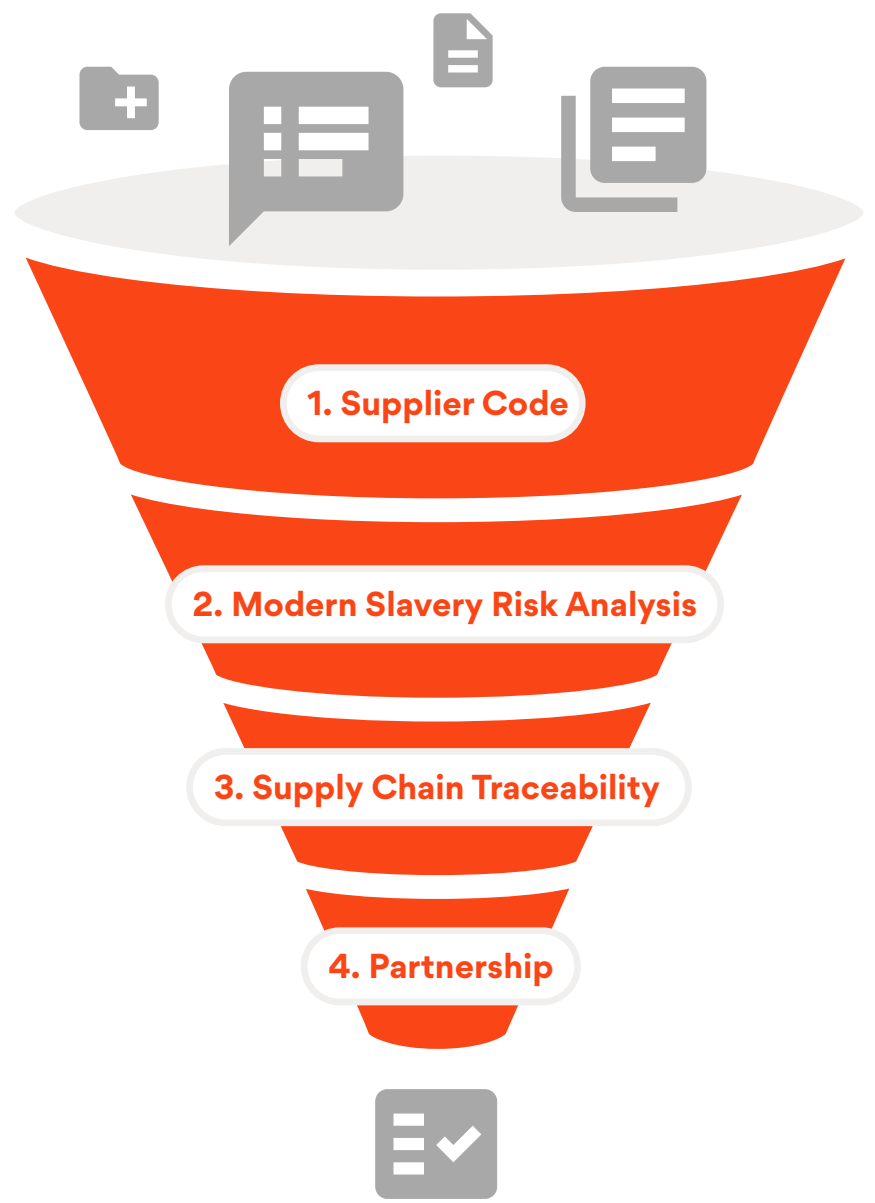 1. Supplier Code
2. Modern Slavery Risk Analysis
3. Supply Chain Traceability
4. Partnership